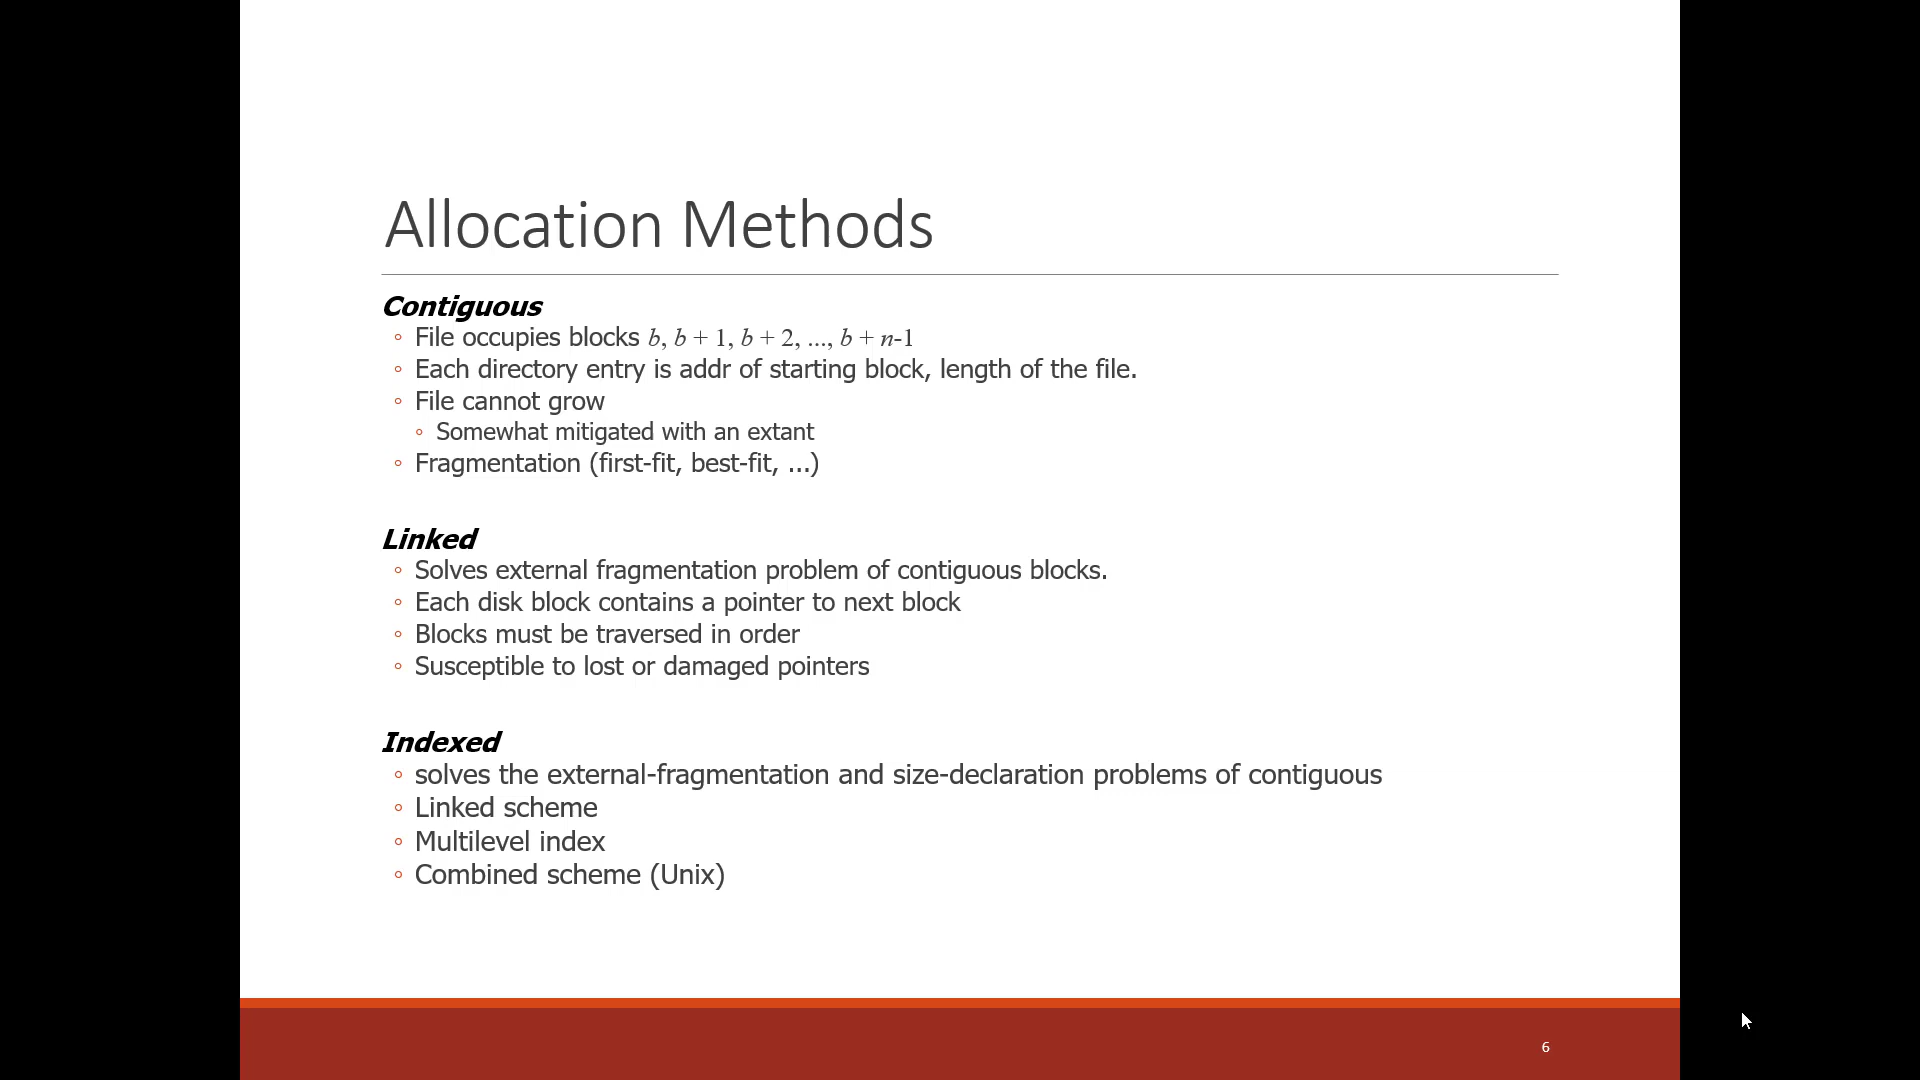 Allocation Methods
Contiguous
◦ File occupies blocks b, b + 1, b + 2, ..., b + n-1
◦ Each directory entry is addr of starting block, length of the file.
◦ File cannot grow
◦ Somewhat mitigated with an extant
◦ Fragmentation (first-fit, best-fit, ...)
Linked
◦ Solves external fragmentation problem of contiguous blocks.
◦ Each disk block contains a pointer to next block
◦ Blocks must be traversed in order
◦ Susceptible to lost or damaged pointers
Indexed
◦ solves the external-fragmentation and size-declaration problems of contiguous
◦ Linked scheme
◦ Multilevel index
◦ Combined scheme (Unix)
6